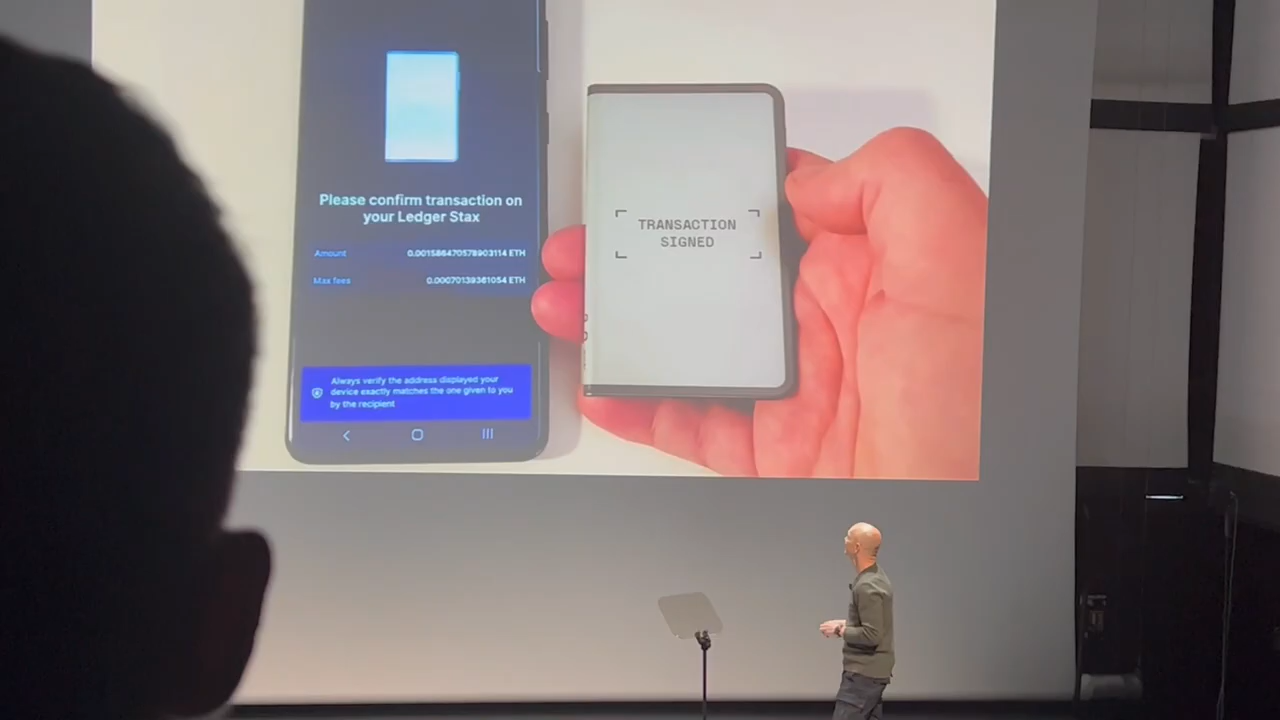 Please confirm transaction on
your Ledger Stax
Amount 0.001586470578903114 ETH
Max fees 0.00070139361054 ETH
Always verify the address displayed your
device exactly matches the one given to you
by the recipient
TRANSACTION
SIGNED